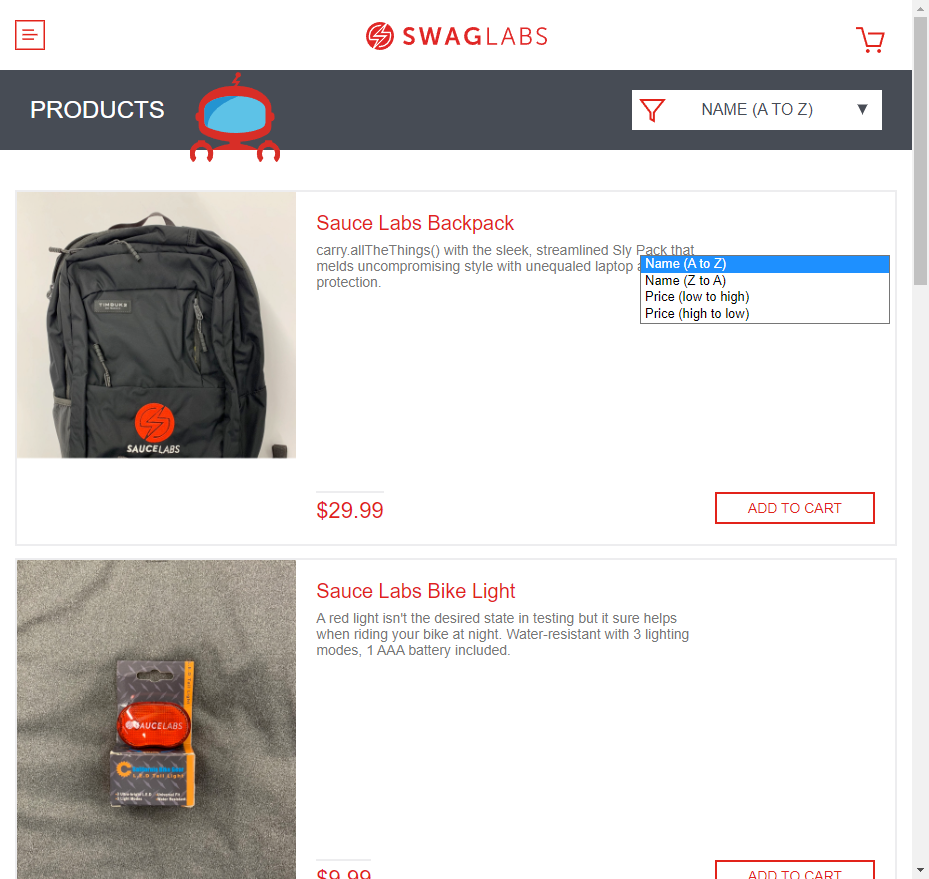 SWAGLABS
PRODUCTS
NAME (A TO Z)
Sauce Labs Backpack
carry.allTheThings() with the sleek, streamlined Sly Pack that
melds uncompromising style with unequaled laptop
protection.
Name (A to Z)
Name (Z to A)
Price (low to high)
Price (high to low)
SAUCELABS
$29.99
ADD TO CART
Sauce Labs Bike Light
A red light isn't the desired state in testing but it sure helps
when riding your bike at night. Water-resistant with 3 lighting
modes, 1 AAA battery included.
SAUCELABS
L.E.D Tail Light
$9.99
ADD TO CART